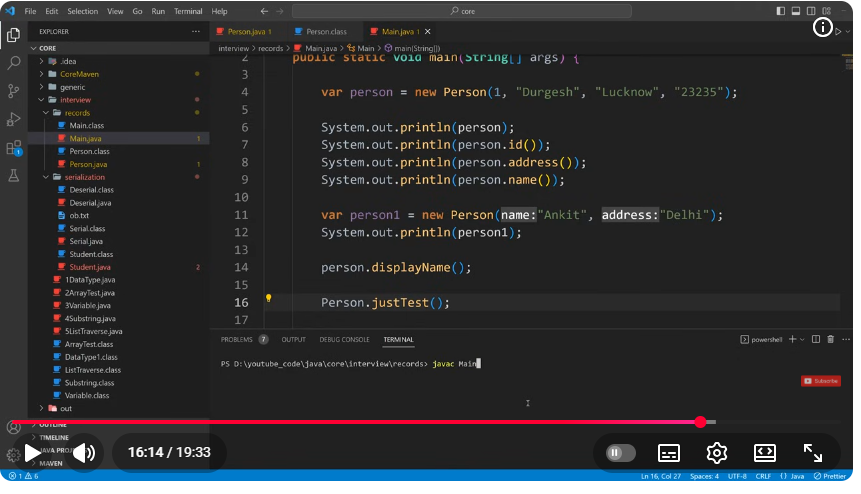 File Edit Selection View Go Run Terminal Help
core
EXPLORER
Person.java 1 Person.class Main.java 1
CORE
interview records Main.java Main main(String[])
.idea
CoreMaven
generic
interview
records
Main.class
Main.java 1
Person.class
Person.java 1
serialization
Deserial.class
Deserial.java
ob.txt
Serial.class
Serial.java
Student.class
Student.java 2
1DataType.java
2ArrayTest.java
3Variable.java
4Substring.java
5ListTraverse.java
ArrayTest.class
DataType1.class
ListTraverse.class
Substring.class
Variable.class
out
OUTLINE
TIMELINE
JAVA PROJ
MAVEN
2 public static void main(String[] args) {
3
4 var person = new Person(1, "Durgesh", "Lucknow", "23235");
5
6 System.out.println(person);
7 System.out.println(person.id());
8 System.out.println(person.address());
9 System.out.println(person.name());
10
11 var person1 = new Person(name:"Ankit", address:"Delhi");
12 System.out.println(person1);
13
14 person.displayName();
15
16 Person.justTest();
17
PROBLEMS 7 OUTPUT DEBUG CONSOLE TERMINAL
powershell
PS D:\youtube_code\java\core\interview\records> javac Main
Subscribe
16:14 / 19:33
1 6
Ln 16, Col 27 Spaces: 4 UTF-8 CRLF {} Java Prettier